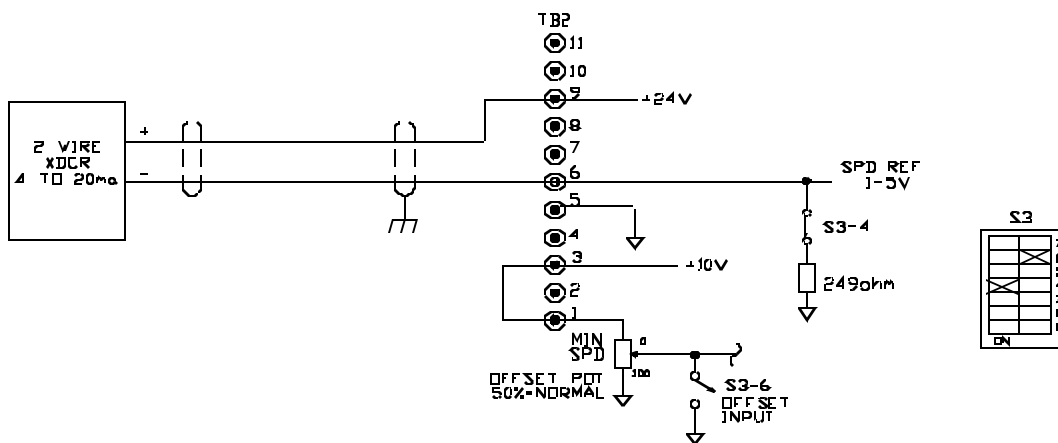 TB2
11
10
9
+24V
8
7
2 WIRE
XDCR
4 TO 20ma
+
-
6
SPD REF
1-5V
5
S3-4
4
3
+10V
249ohm
2
1
MIN
SPD
0
100
OFFSET POT
50%=NORMAL
S3-6
OFFSET
INPUT
S3
ON